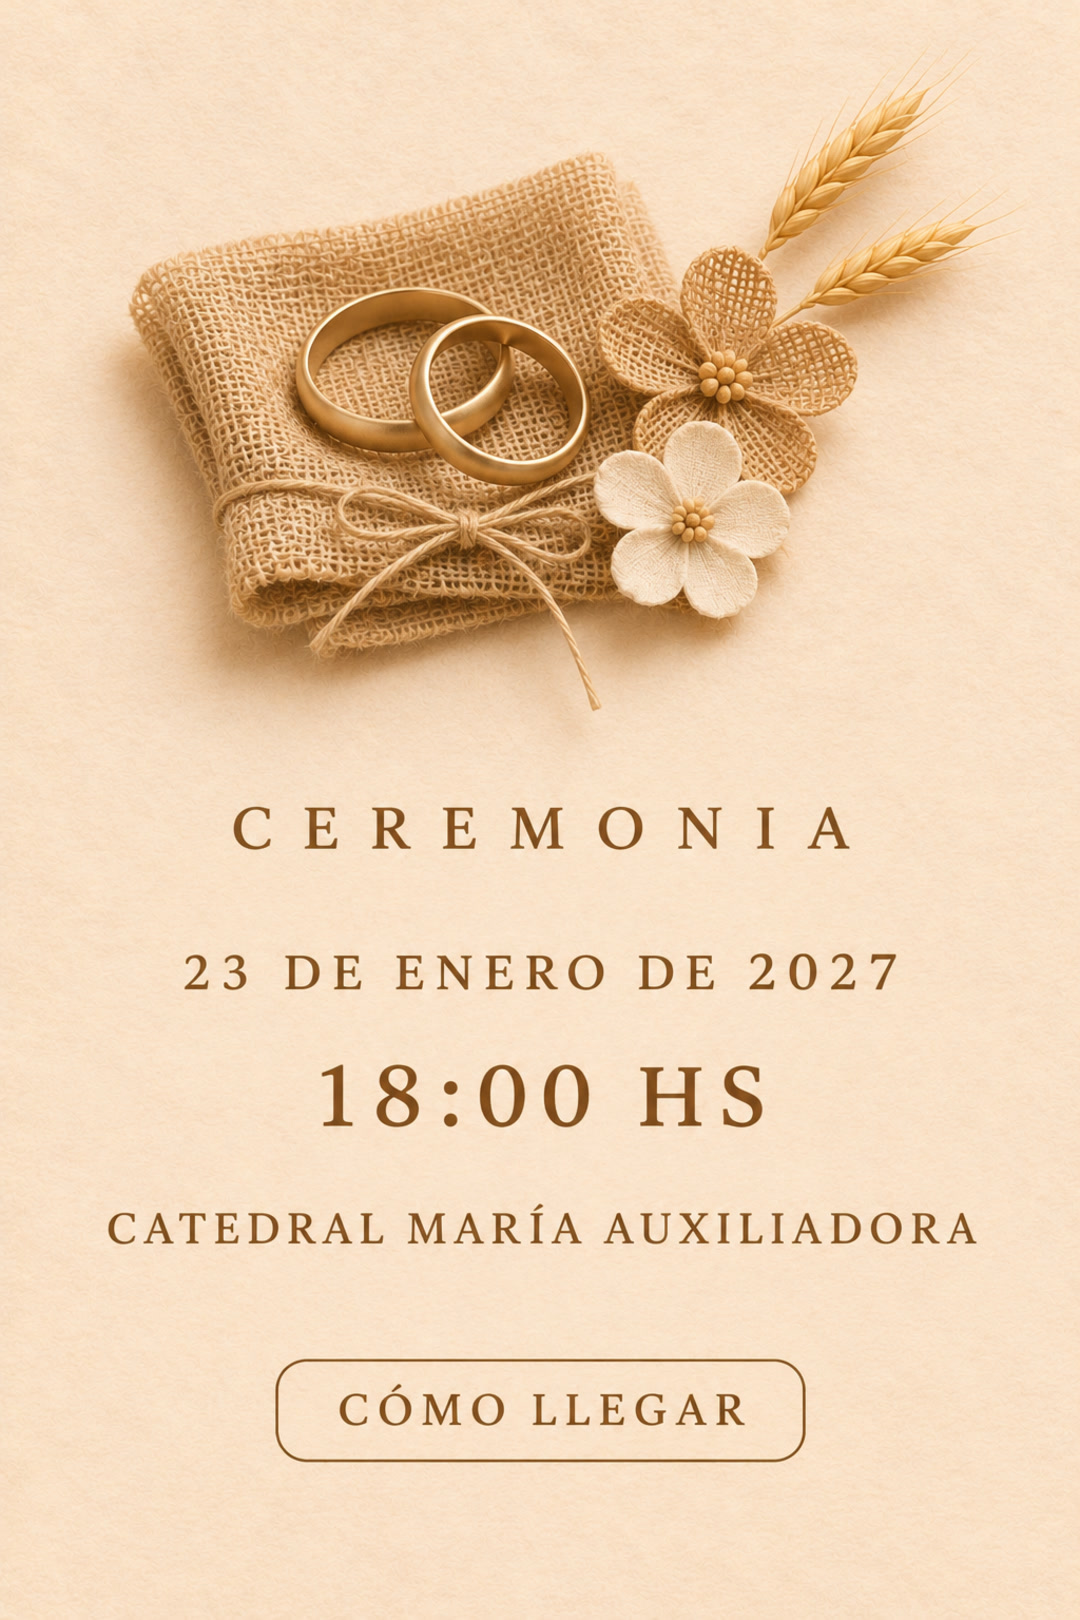 CEREMONIA
23 DE ENERO DE 2027
18:00 HS
CATEDRAL MARÍA AUXILIADORA
CÓMO LLEGAR